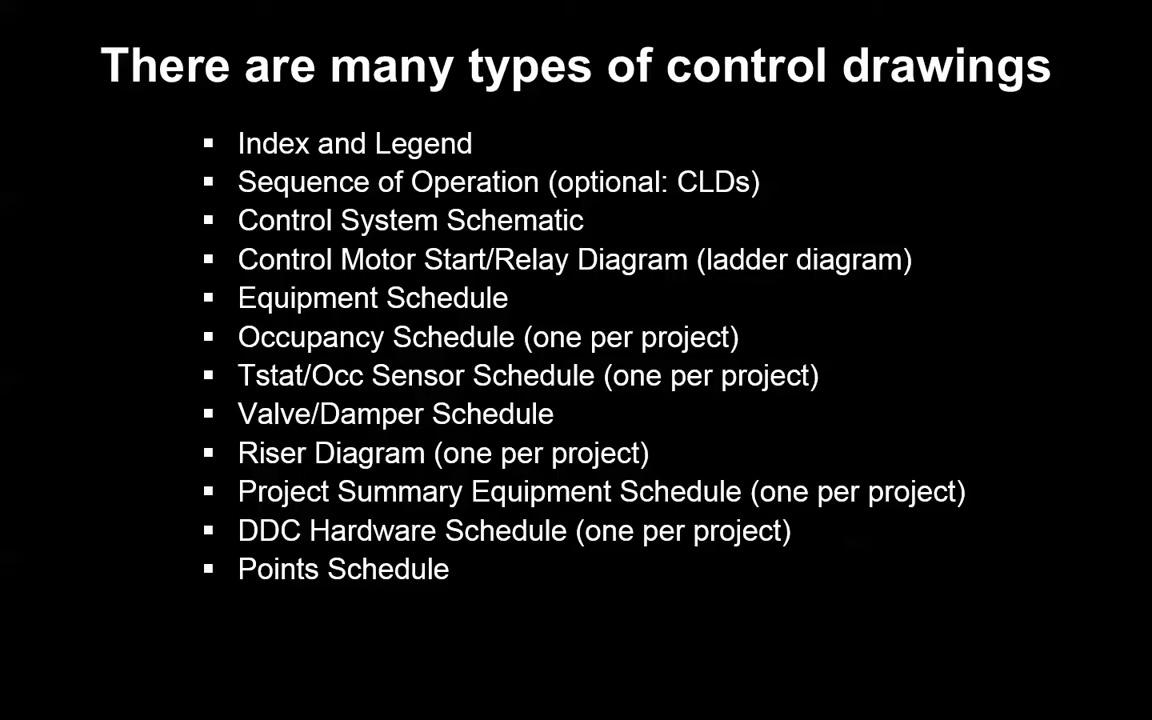 There are many types of control drawings
▪ Index and Legend
▪ Sequence of Operation (optional: CLDs)
▪ Control System Schematic
▪ Control Motor Start/Relay Diagram (ladder diagram)
▪ Equipment Schedule
▪ Occupancy Schedule (one per project)
▪ Tstat/Occ Sensor Schedule (one per project)
▪ Valve/Damper Schedule
▪ Riser Diagram (one per project)
▪ Project Summary Equipment Schedule (one per project)
▪ DDC Hardware Schedule (one per project)
▪ Points Schedule